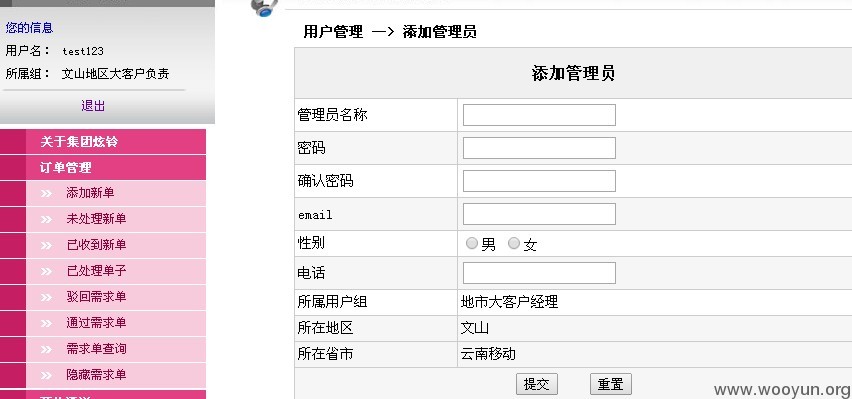 您的信息
用户名： test123
所属组： 文山地区大客户负责
退出
关于集团炫铃
订单管理
添加新单
未处理新单
已收到新单
已处理单子
驳回需求单
通过需求单
需求单查询
隐藏需求单
用户管理 —> 添加管理员
添加管理员
管理员名称
密码
确认密码
email
性别 男 女
电话
所属用户组 地市大客户经理
所在地区 文山
所在省市 云南移动
提交 重置
www.wooyun.org